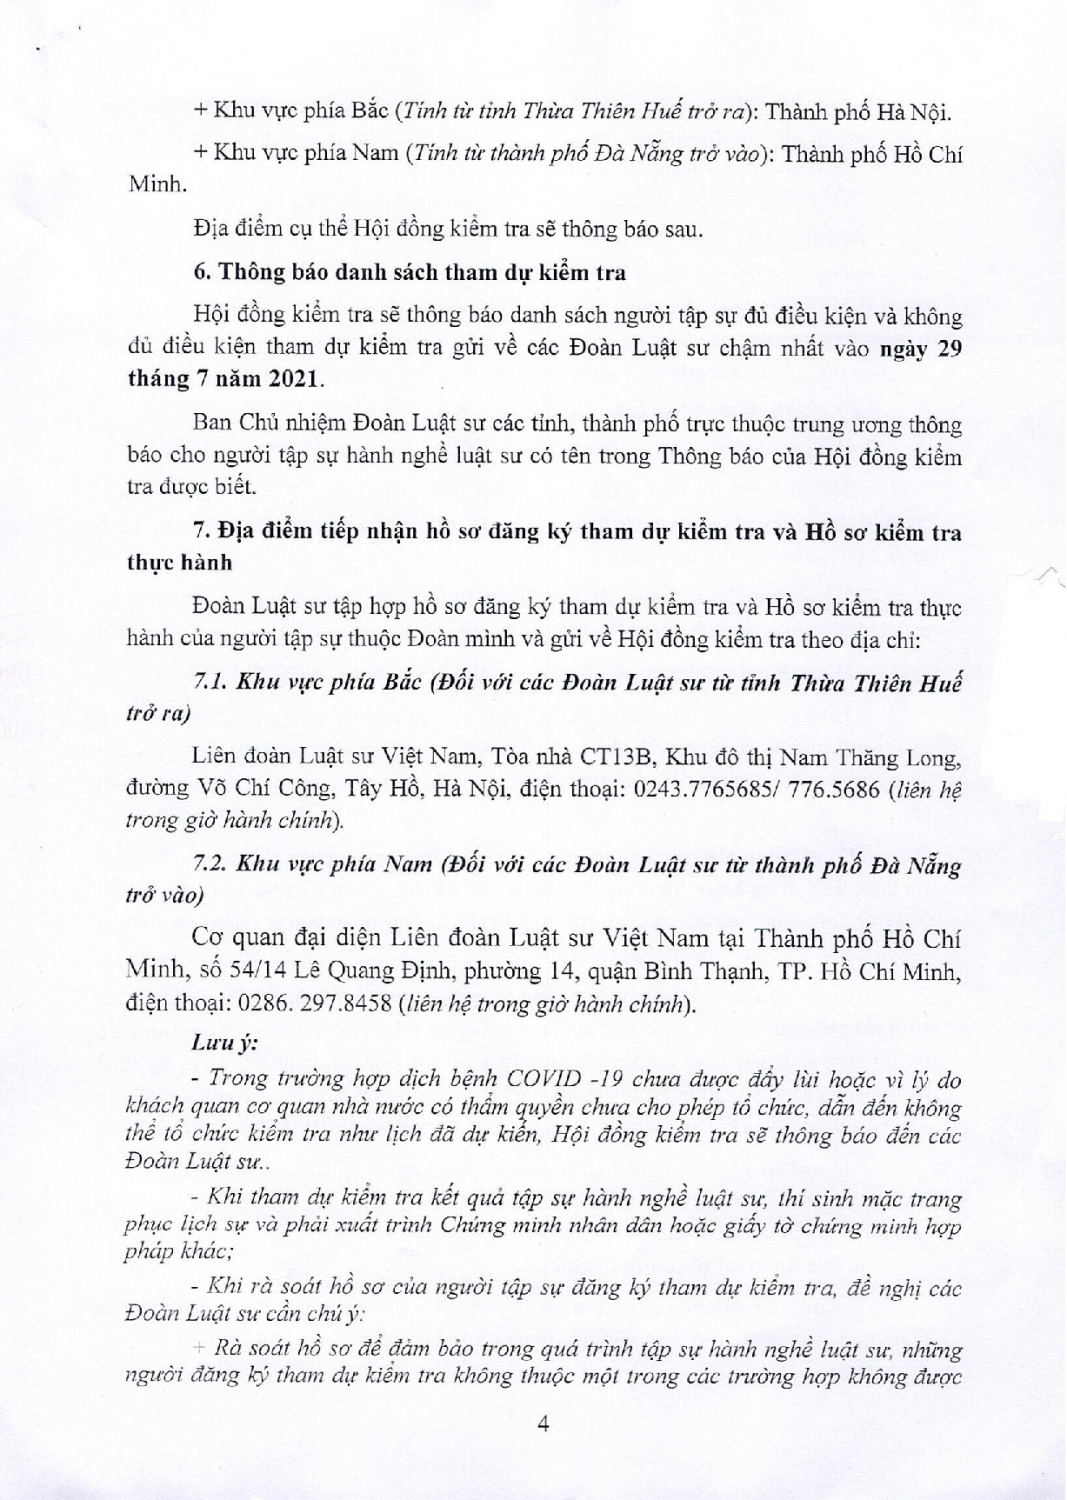 + Khu vực phía Bắc (Tính từ tỉnh Thừa Thiên Huế trở ra): Thành phố Hà Nội.
+ Khu vực phía Nam (Tính từ thành phố Đà Nẵng trở vào): Thành phố Hồ Chí
Minh.
Địa điểm cụ thể Hội đồng kiểm tra sẽ thông báo sau.
6. Thông báo danh sách tham dự kiểm tra
Hội đồng kiểm tra sẽ thông báo danh sách người tập sự đủ điều kiện và không
đủ điều kiện tham dự kiểm tra gửi về các Đoàn Luật sư chậm nhất vào ngày 29
tháng 7 năm 2021.
Ban Chủ nhiệm Đoàn Luật sư các tỉnh, thành phố trực thuộc trung ương thông
báo cho người tập sự hành nghề luật sư có tên trong Thông báo của Hội đồng kiểm
tra được biết.
7. Địa điểm tiếp nhận hồ sơ đăng ký tham dự kiểm tra và Hồ sơ kiểm tra
thực hành
Đoàn Luật sư tập hợp hồ sơ đăng ký tham dự kiểm tra và Hồ sơ kiểm tra thực
hành của người tập sự thuộc Đoàn mình và gửi về Hội đồng kiểm tra theo địa chỉ:
7.1. Khu vực phía Bắc (Đối với các Đoàn Luật sư từ tỉnh Thừa Thiên Huế
trở ra)
Liên đoàn Luật sư Việt Nam, Tòa nhà CT13B, Khu đô thị Nam Thăng Long,
đường Võ Chí Công, Tây Hồ, Hà Nội, điện thoại: 0243.7765685/ 776.5686 (liên hệ
trong giờ hành chính).
7.2. Khu vực phía Nam (Đối với các Đoàn Luật sư từ thành phố Đà Nẵng
trở vào)
Cơ quan đại diện Liên đoàn Luật sư Việt Nam tại Thành phố Hồ Chí
Minh, số 54/14 Lê Quang Định, phường 14, quận Bình Thạnh, TP. Hồ Chí Minh,
điện thoại: 0286. 297.8458 (liên hệ trong giờ hành chính).
Lưu ý:
- Trong trường hợp dịch bệnh COVID -19 chưa được đẩy lùi hoặc vì lý do
khách quan cơ quan nhà nước có thẩm quyền chưa cho phép tổ chức, dẫn đến không
thể tổ chức kiểm tra như lịch đã dự kiến, Hội đồng kiểm tra sẽ thông báo đến các
Đoàn Luật sư..
- Khi tham dự kiểm tra kết quả tập sự hành nghề luật sư, thí sinh mặc trang
phục lịch sự và phải xuất trình Chứng minh nhân dân hoặc giấy tờ chứng minh hợp
pháp khác;
- Khi rà soát hồ sơ của người tập sự đăng ký tham dự kiểm tra, đề nghị các
Đoàn Luật sư cần chú ý:
+ Rà soát hồ sơ để đảm bảo trong quá trình tập sự hành nghề luật sư, những
người đăng ký tham dự kiểm tra không thuộc một trong các trường hợp không được
4